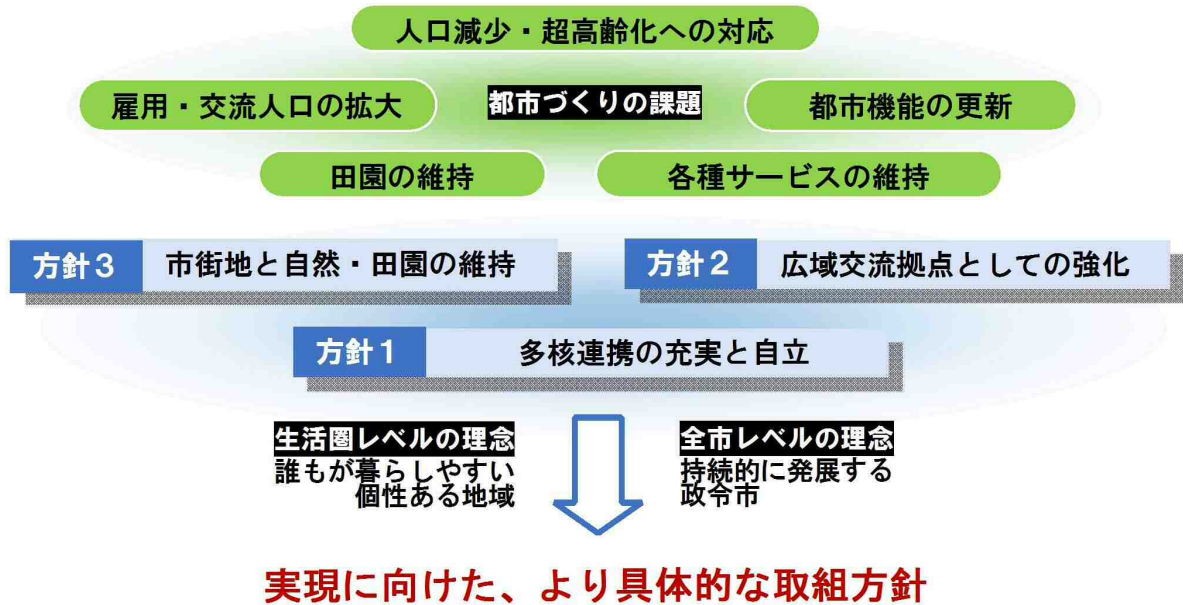 人口減少・超高齢化への対応
雇用・交流人口の拡大
都市づくりの課題
都市機能の更新
田園の維持
各種サービスの維持
方針３ 市街地と自然・田園の維持
方針２ 広域交流拠点としての強化
方針１ 多核連携の充実と自立
生活圏レベルの理念
誰もが暮らしやすい
個性ある地域
全市レベルの理念
持続的に発展する
政令市
実現に向けた、より具体的な取組方針